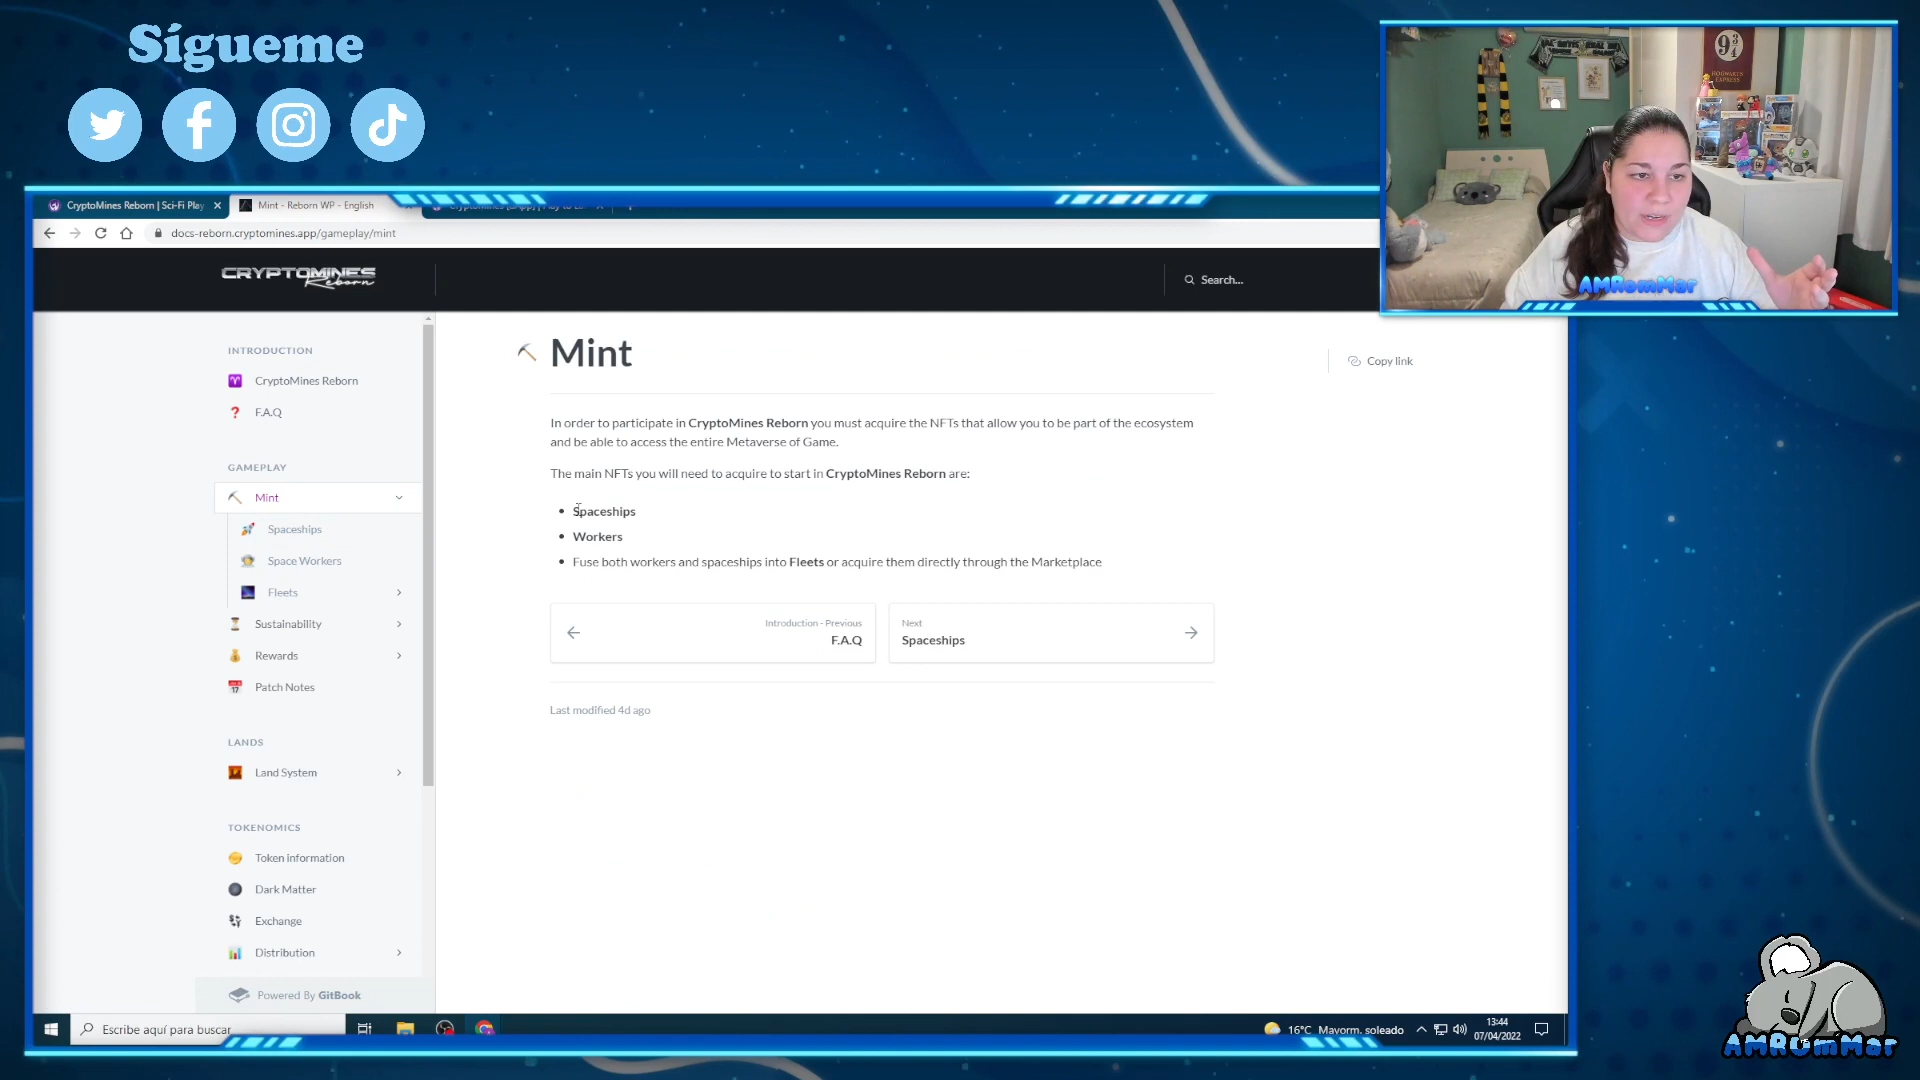 Sígueme
CryptoMines Reborn | Sci-Fi Play
Mint - Reborn WP - English
docs-reborn.cryptomines.app/gameplay/mint
CRYPTOMINES
Reborn
Search...
9¾
HOGWARTS
EXPRESS
AMRomMar
INTRODUCTION
CryptoMines Reborn
F.A.Q
GAMEPLAY
Mint
Spaceships
Space Workers
Fleets
Sustainability
Rewards
Patch Notes
LANDS
Land System
TOKENOMICS
Token information
Dark Matter
Exchange
Distribution
Powered By GitBook
Mint
Copy link
In order to participate in CryptoMines Reborn you must acquire the NFTs that allow you to be part of the ecosystem
and be able to access the entire Metaverse of Game.
The main NFTs you will need to acquire to start in CryptoMines Reborn are:
• Spaceships
• Workers
• Fuse both workers and spaceships into Fleets or acquire them directly through the Marketplace
Introduction - Previous
F.A.Q
Next
Spaceships
Last modified 4d ago
Escribe aquí para buscar
16°C Mayorm. soleado
13:44
07/04/2022
AMRomMar